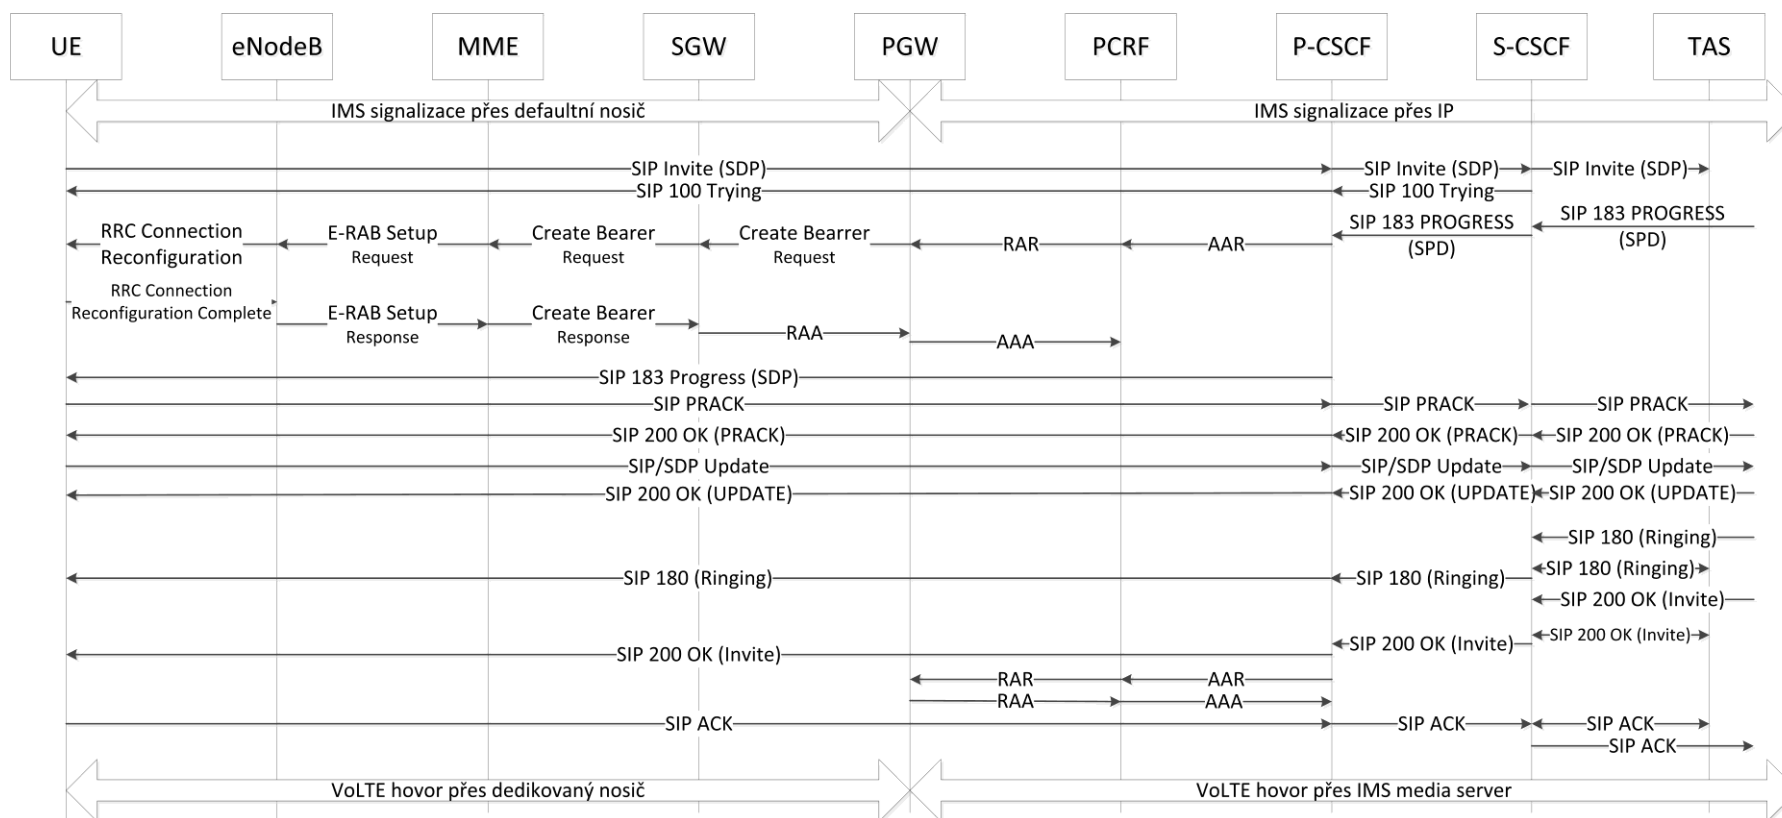 UE
eNodeB
MME
SGW
PGW
PCRF
P-CSCF
S-CSCF
TAS
IMS signalizace přes defaultní nosič
IMS signalizace přes IP
SIP Invite (SDP)
SIP Invite (SDP)
SIP Invite (SDP)
SIP 100 Trying
SIP 100 Trying
RRC Connection
Reconfiguration
E-RAB Setup
Request
Create Bearer
Request
Create Bearrer
Request
RAR
AAR
SIP 183 PROGRESS
(SPD)
SIP 183 PROGRESS
(SPD)
RRC Connection
Reconfiguration Complete
E-RAB Setup
Response
Create Bearer
Response
RAA
AAA
SIP 183 Progress (SDP)
SIP PRACK
SIP PRACK
SIP PRACK
SIP 200 OK (PRACK)
SIP 200 OK (PRACK)
SIP 200 OK (PRACK)
SIP/SDP Update
SIP/SDP Update
SIP/SDP Update
SIP 200 OK (UPDATE)
SIP 200 OK (UPDATE)
SIP 200 OK (UPDATE)
SIP 180 (Ringing)
SIP 180 (Ringing)
SIP 180 (Ringing)
SIP 180 (Ringing)
SIP 200 OK (Invite)
SIP 200 OK (Invite)
SIP 200 OK (Invite)
SIP 200 OK (Invite)
RAR
AAR
RAA
AAA
SIP ACK
SIP ACK
SIP ACK
SIP ACK
VoLTE hovor přes dedikovaný nosič
VoLTE hovor přes IMS media server